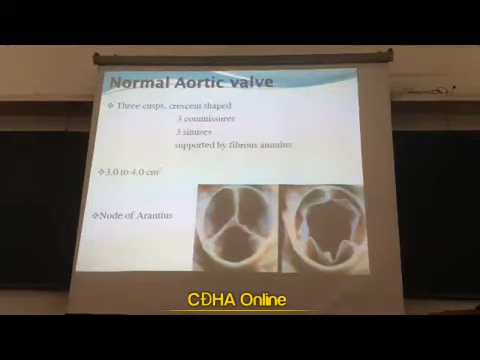 Normal Aortic valve
❖ Three cusps, crescent shaped
3 commissures
3 sinuses
supported by fibrous annulus
❖3.0 to 4.0 cm²
❖Node of Arantius
CĐHA Online